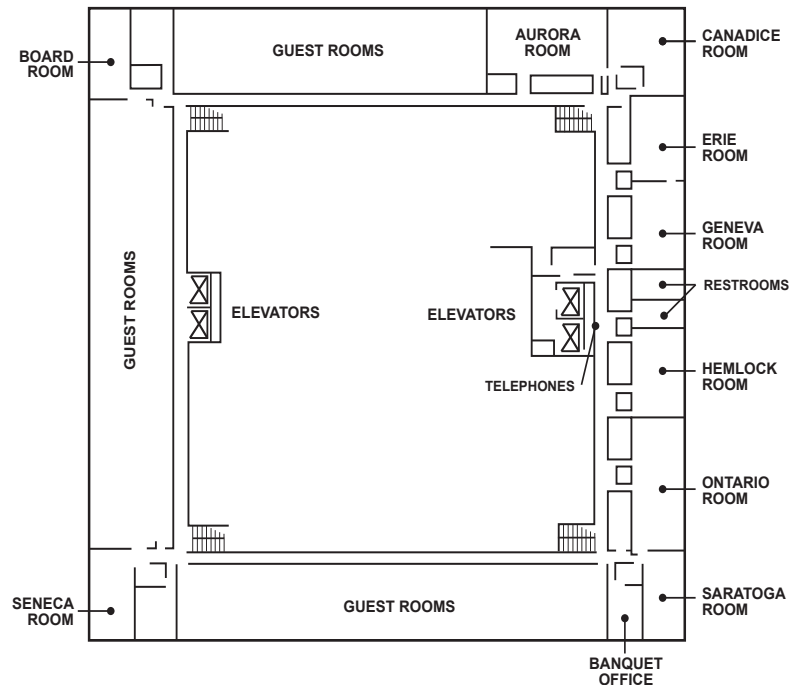 BOARD
ROOM
GUEST ROOMS
AURORA
ROOM
CANADICE
ROOM
ERIE
ROOM
GENEVA
ROOM
RESTROOMS
GUEST ROOMS
ELEVATORS
ELEVATORS
TELEPHONES
HEMLOCK
ROOM
ONTARIO
ROOM
SENECA
ROOM
GUEST ROOMS
SARATOGA
ROOM
BANQUET
OFFICE